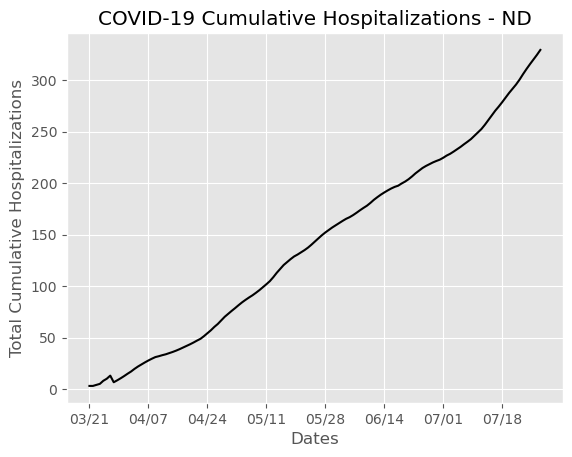 COVID-19 Cumulative Hospitalizations - ND
Total Cumulative Hospitalizations
300
250
200
150
100
50
0
03/21 04/07 04/24 05/11 05/28 06/14 07/01 07/18
Dates